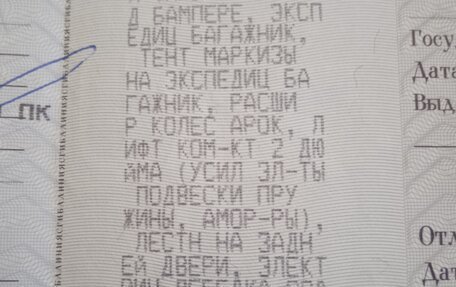 Д БАМПЕРЕ, ЭКСП
ЕДИЦ БАГАЖНИК,
ТЕНТ МАРКИЗЫ
НА ЭКСПЕДИЦ БА
ГАЖНИК, РАСШИ
Р КОЛЕС АРОК, Л
ИФТ КОМ-КТ 2 ДЮ
ЙМА (УСИЛ ЭЛ-ТЫ
ПОДВЕСКИ ПРУ
ЖИНЫ, АМОР-РЫ),
ЛЕСТН НА ЗАДН
ЕЙ ДВЕРИ, ЭЛЕКТ
ПК
Госу
Дата
Выд
Отл
Дат